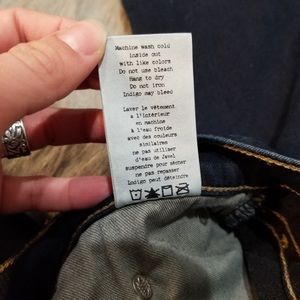 Machine wash cold
inside out
with like colors
Do not use bleach
Hang to dry
Do not iron
Indigo may bleed
Laver le vêtement
à l'intérieur
en machine
à l'eau froide
avec des couleurs
similaires
ne pas utiliser
d'eau de Javel
suspendre pour sécher
ne pas repasser
Indigo peut déteindre